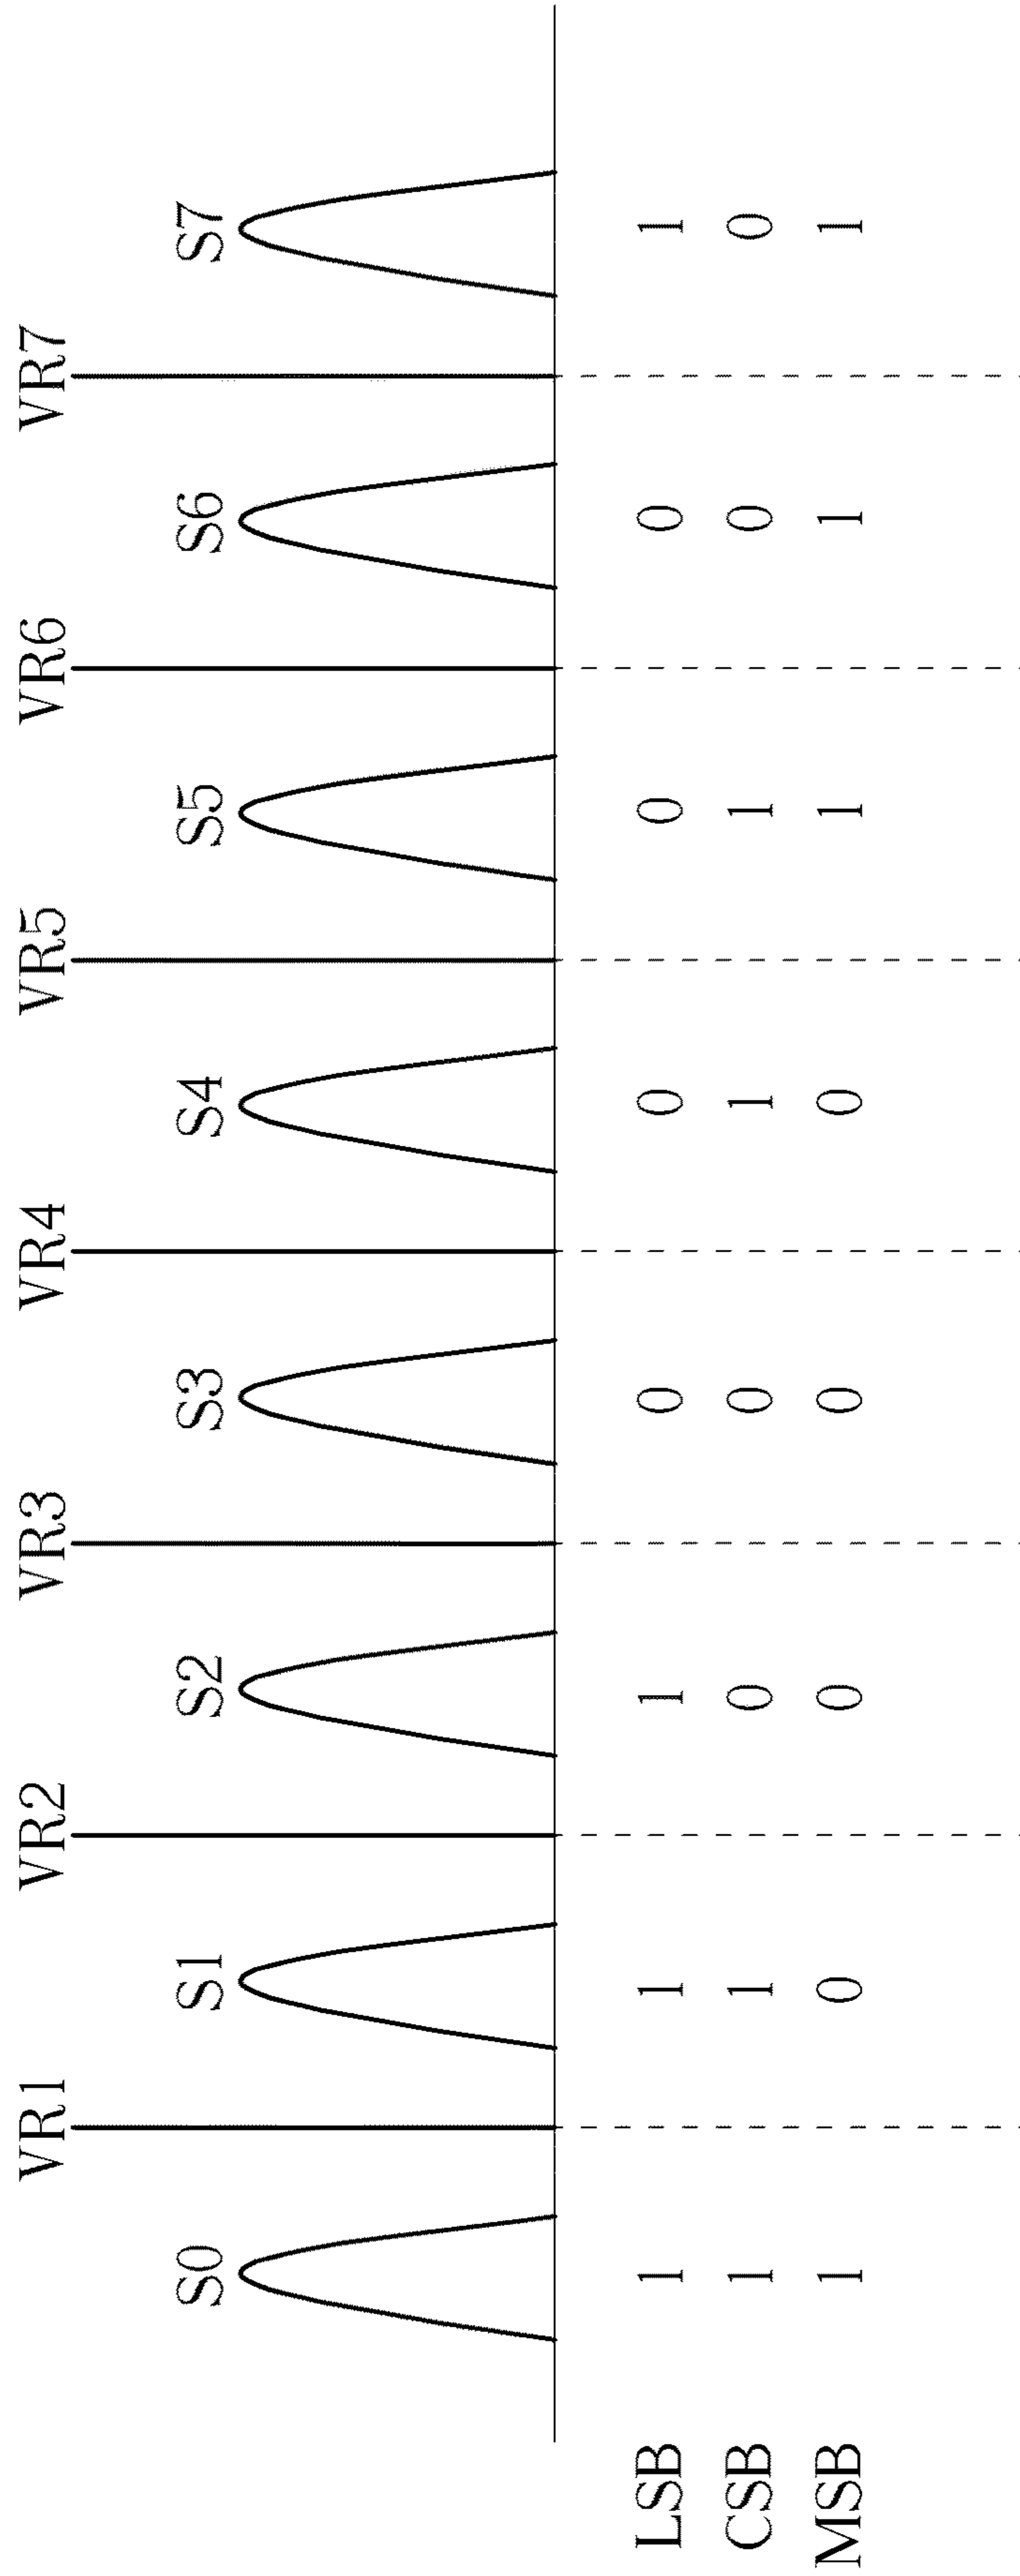 VR1 VR2 VR3 VR4 VR5 VR6 VR7
S0 S1 S2 S3 S4 S5 S6 S7
LSB 1 1 1 0 0 0 0 1
CSB 1 1 0 0 1 1 0 0
MSB 1 0 0 0 0 1 1 1